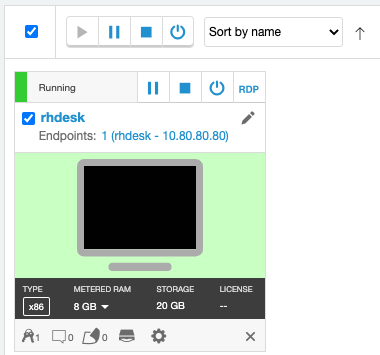 Sort by name
Running
RDP
rhdesk
Endpoints: 1 (rhdesk - 10.80.80.80)
TYPE METERED RAM STORAGE LICENSE
x86 8 GB 20 GB --
1 0 0